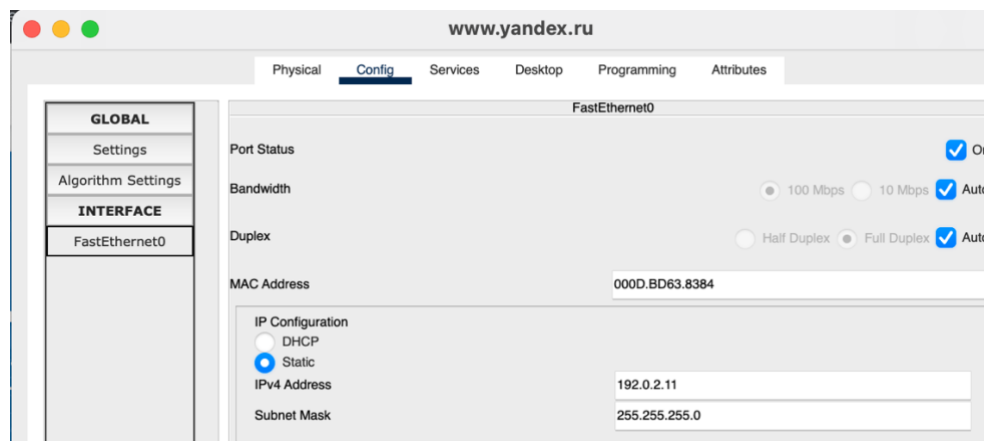 www.yandex.ru
Physical Config Services Desktop Programming Attributes
GLOBAL
Settings
Algorithm Settings
INTERFACE
FastEthernet0
FastEthernet0
Port Status
Bandwidth 100 Mbps 10 Mbps
Duplex Half Duplex Full Duplex
MAC Address 000D.BD63.8384
IP Configuration
DHCP
Static
IPv4 Address 192.0.2.11
Subnet Mask 255.255.255.0